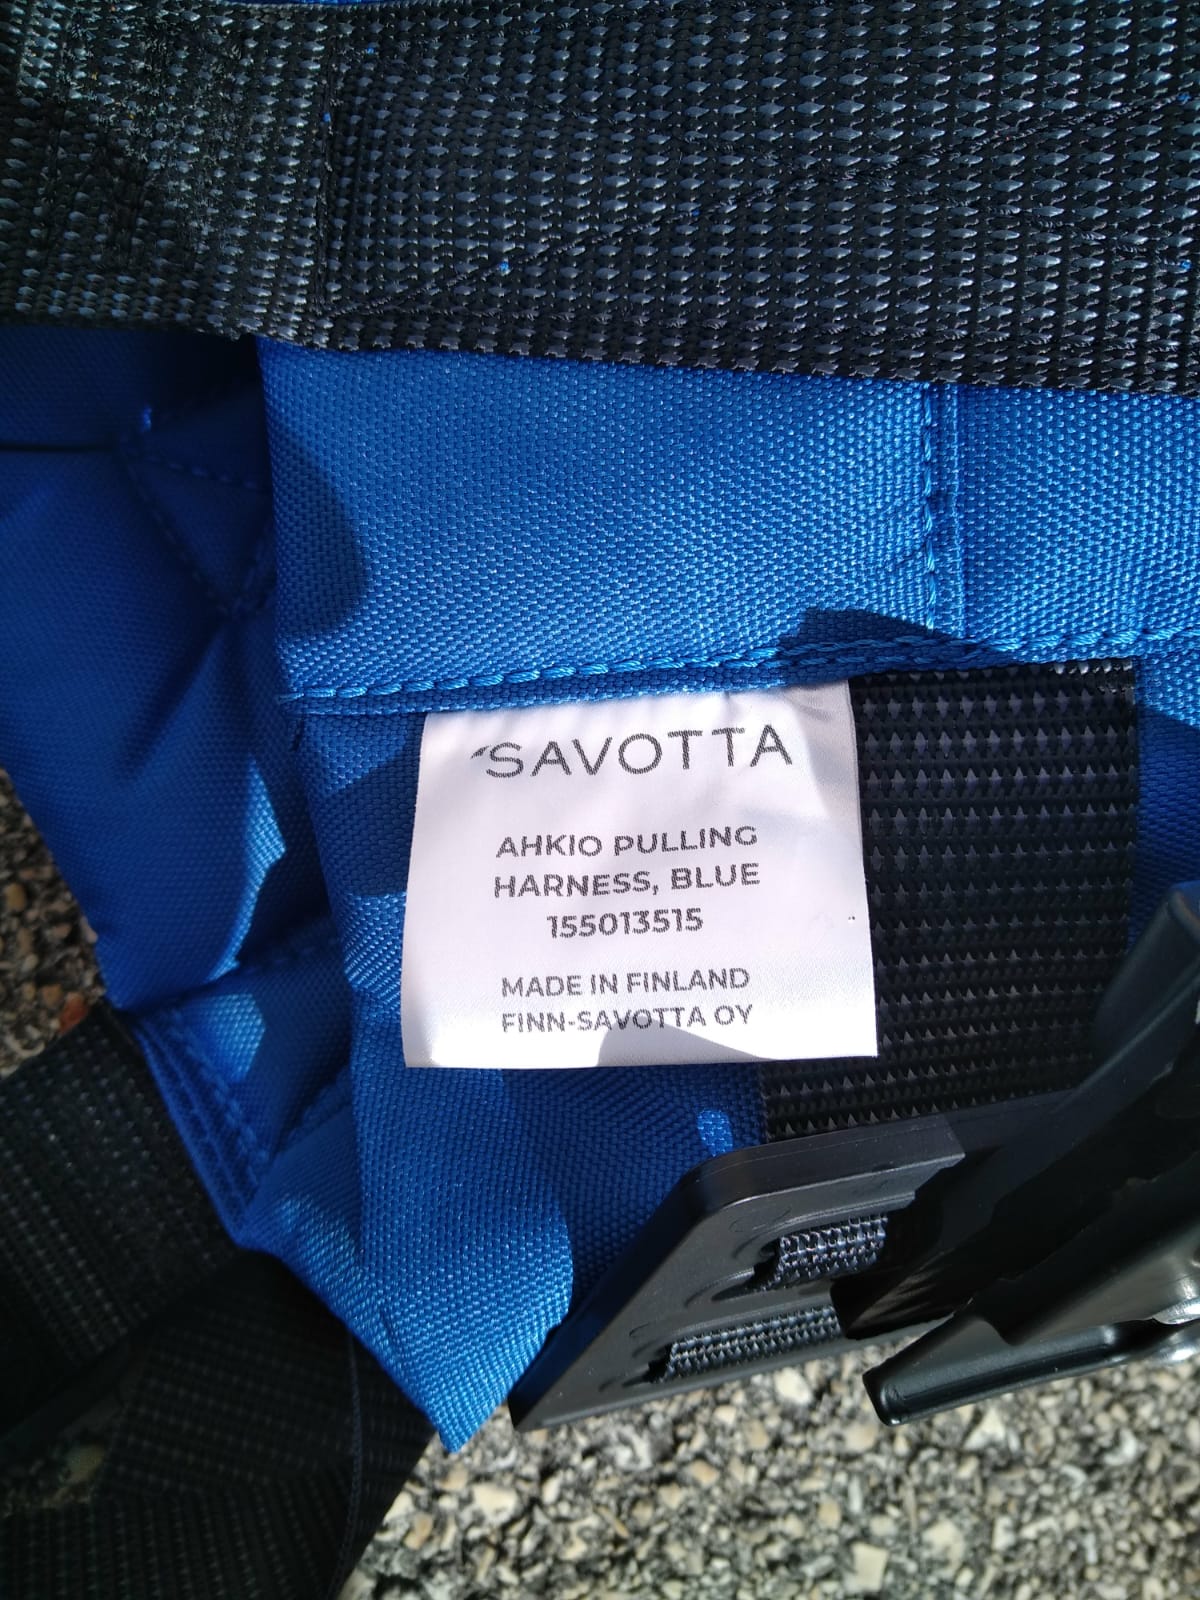 SAVOTTA
AHKIO PULLING
HARNESS, BLUE
155013515
MADE IN FINLAND
FINN-SAVOTTA OY